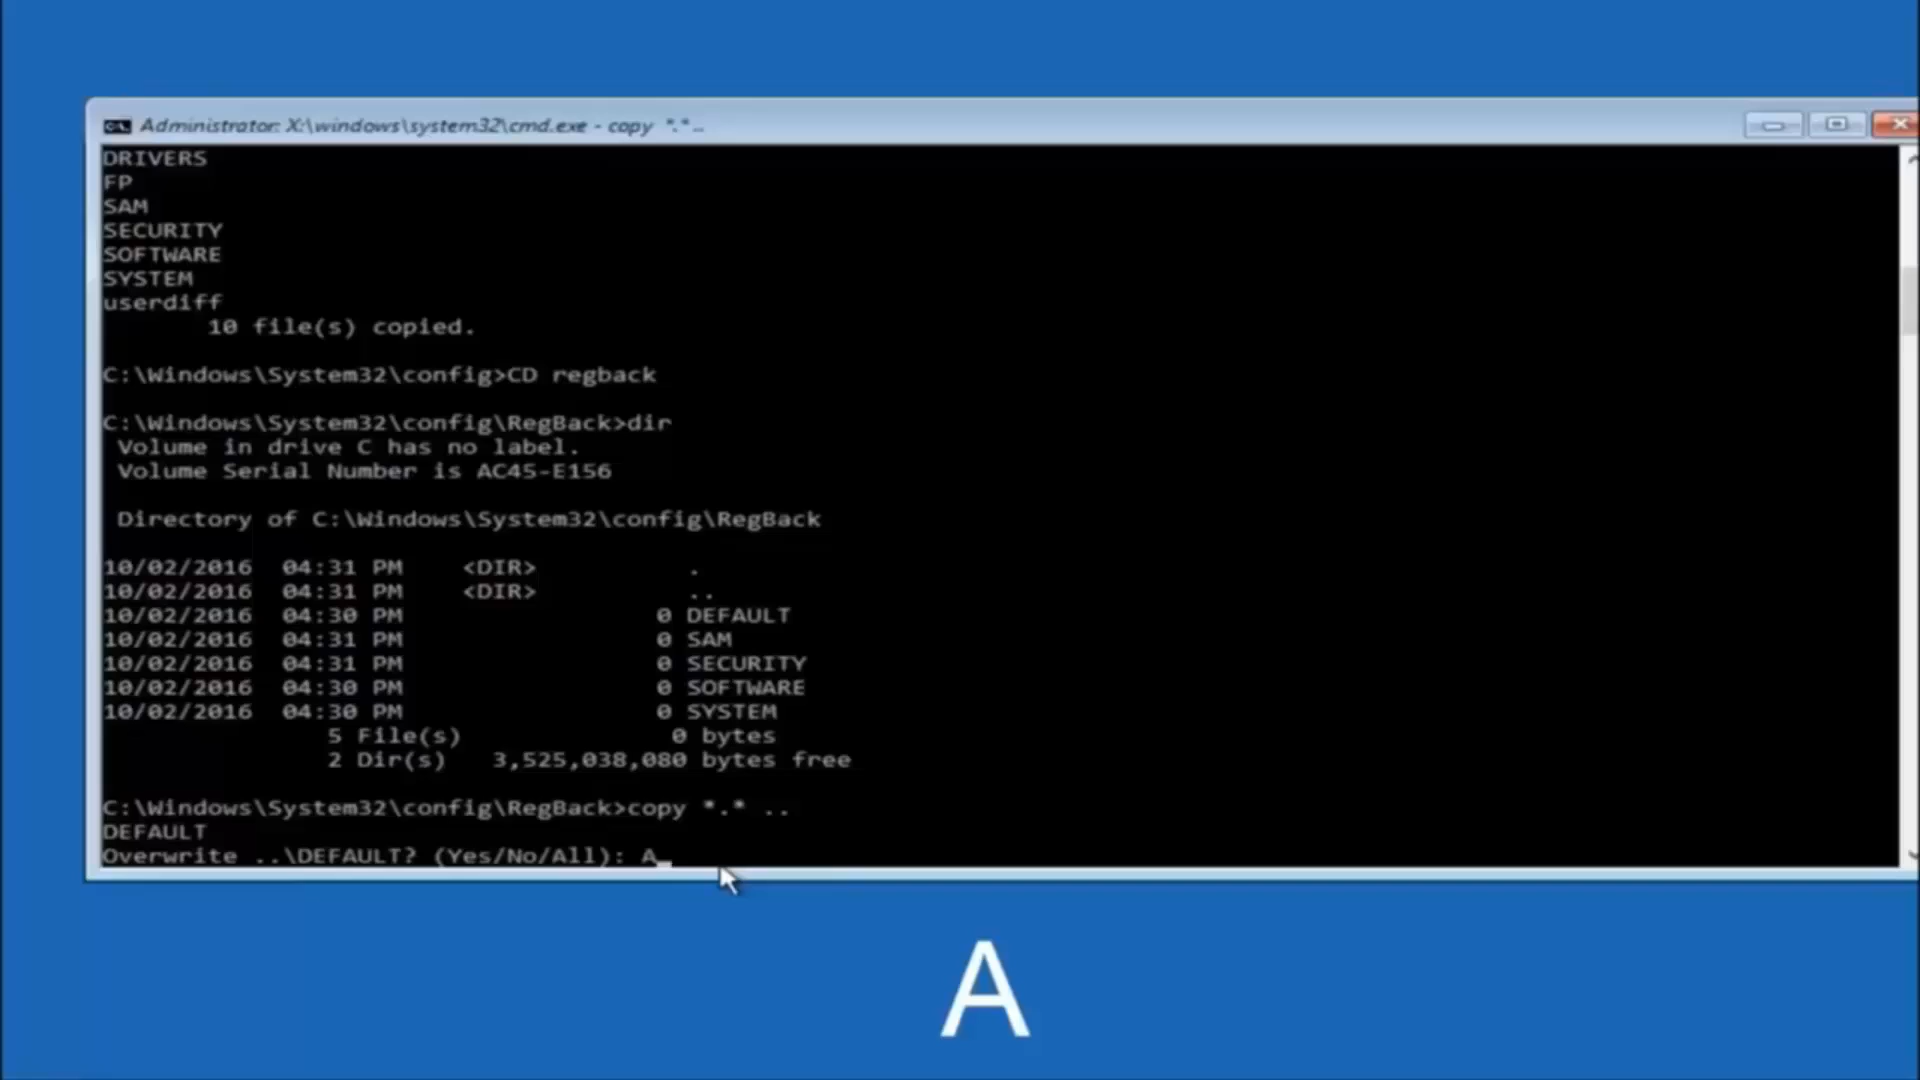 Administrator: X:\windows\system32\cmd.exe - copy *.* ..
DRIVERS
FP
SAM
SECURITY
SOFTWARE
SYSTEM
userdiff
10 file(s) copied.
C:\Windows\System32\config>CD regback
C:\Windows\System32\config\RegBack>dir
Volume in drive C has no label.
Volume Serial Number is AC45-E156
Directory of C:\Windows\System32\config\RegBack
10/02/2016 04:31 PM <DIR> .
10/02/2016 04:31 PM <DIR> ..
10/02/2016 04:30 PM 0 DEFAULT
10/02/2016 04:31 PM 0 SAM
10/02/2016 04:31 PM 0 SECURITY
10/02/2016 04:30 PM 0 SOFTWARE
10/02/2016 04:30 PM 0 SYSTEM
5 File(s) 0 bytes
2 Dir(s) 3,525,038,080 bytes free
C:\Windows\System32\config\RegBack>copy *.* ..
DEFAULT
Overwrite ..\DEFAULT? (Yes/No/All): A
A